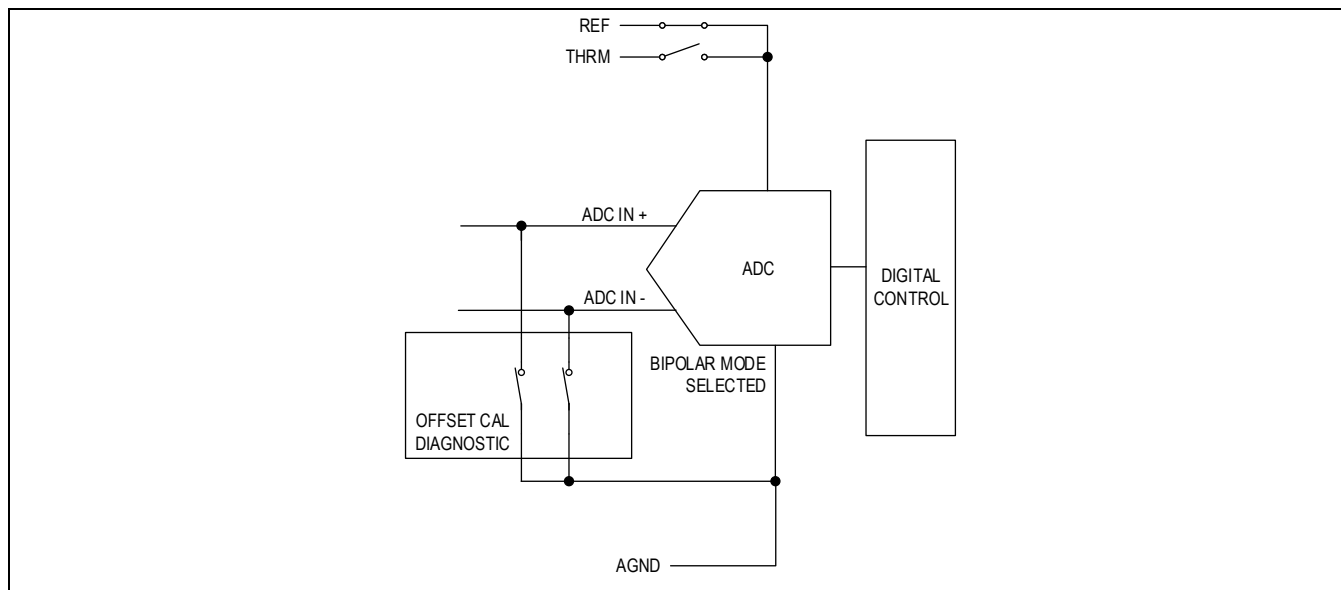 REF
THRM
ADC IN +
ADC
DIGITAL
CONTROL
ADC IN -
BIPOLAR MODE
SELECTED
OFFSET CAL
DIAGNOSTIC
AGND